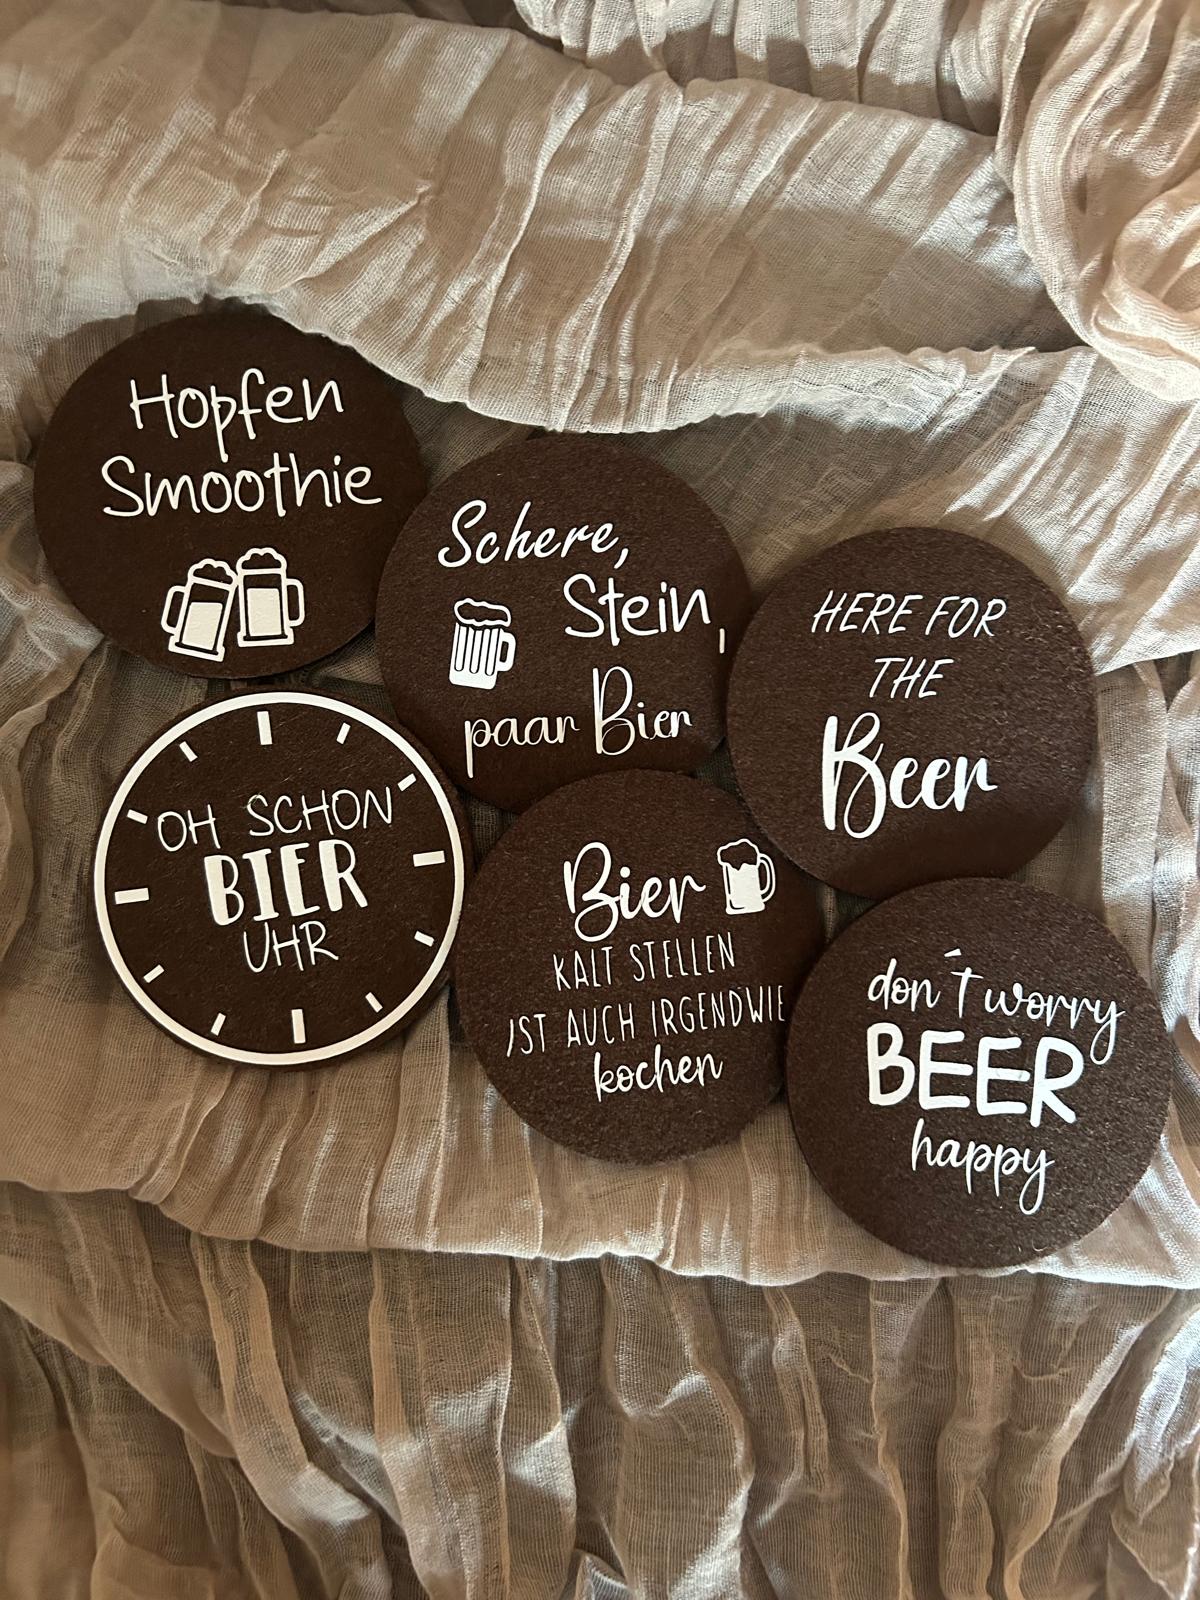 Hopfen
Smoothie
Schere,
Stein,
paar Bier
HERE FOR
THE
Beer
OH SCHON
BIER
UHR
Bier
KALT STELLEN
IST AUCH IRGENDWIE
kochen
don´t worry
BEER
happy